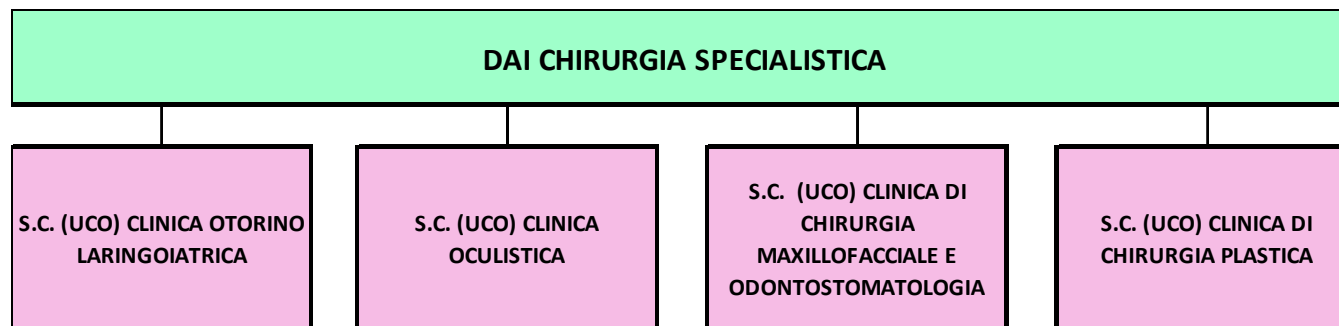 DAI CHIRURGIA SPECIALISTICA
S.C. (UCO) CLINICA OTORINO
LARINGOIATRICA
S.C. (UCO) CLINICA
OCULISTICA
S.C. (UCO) CLINICA DI
CHIRURGIA
MAXILLOFACCIALE E
ODONTOSTOMATOLOGIA
S.C. (UCO) CLINICA DI
CHIRURGIA PLASTICA